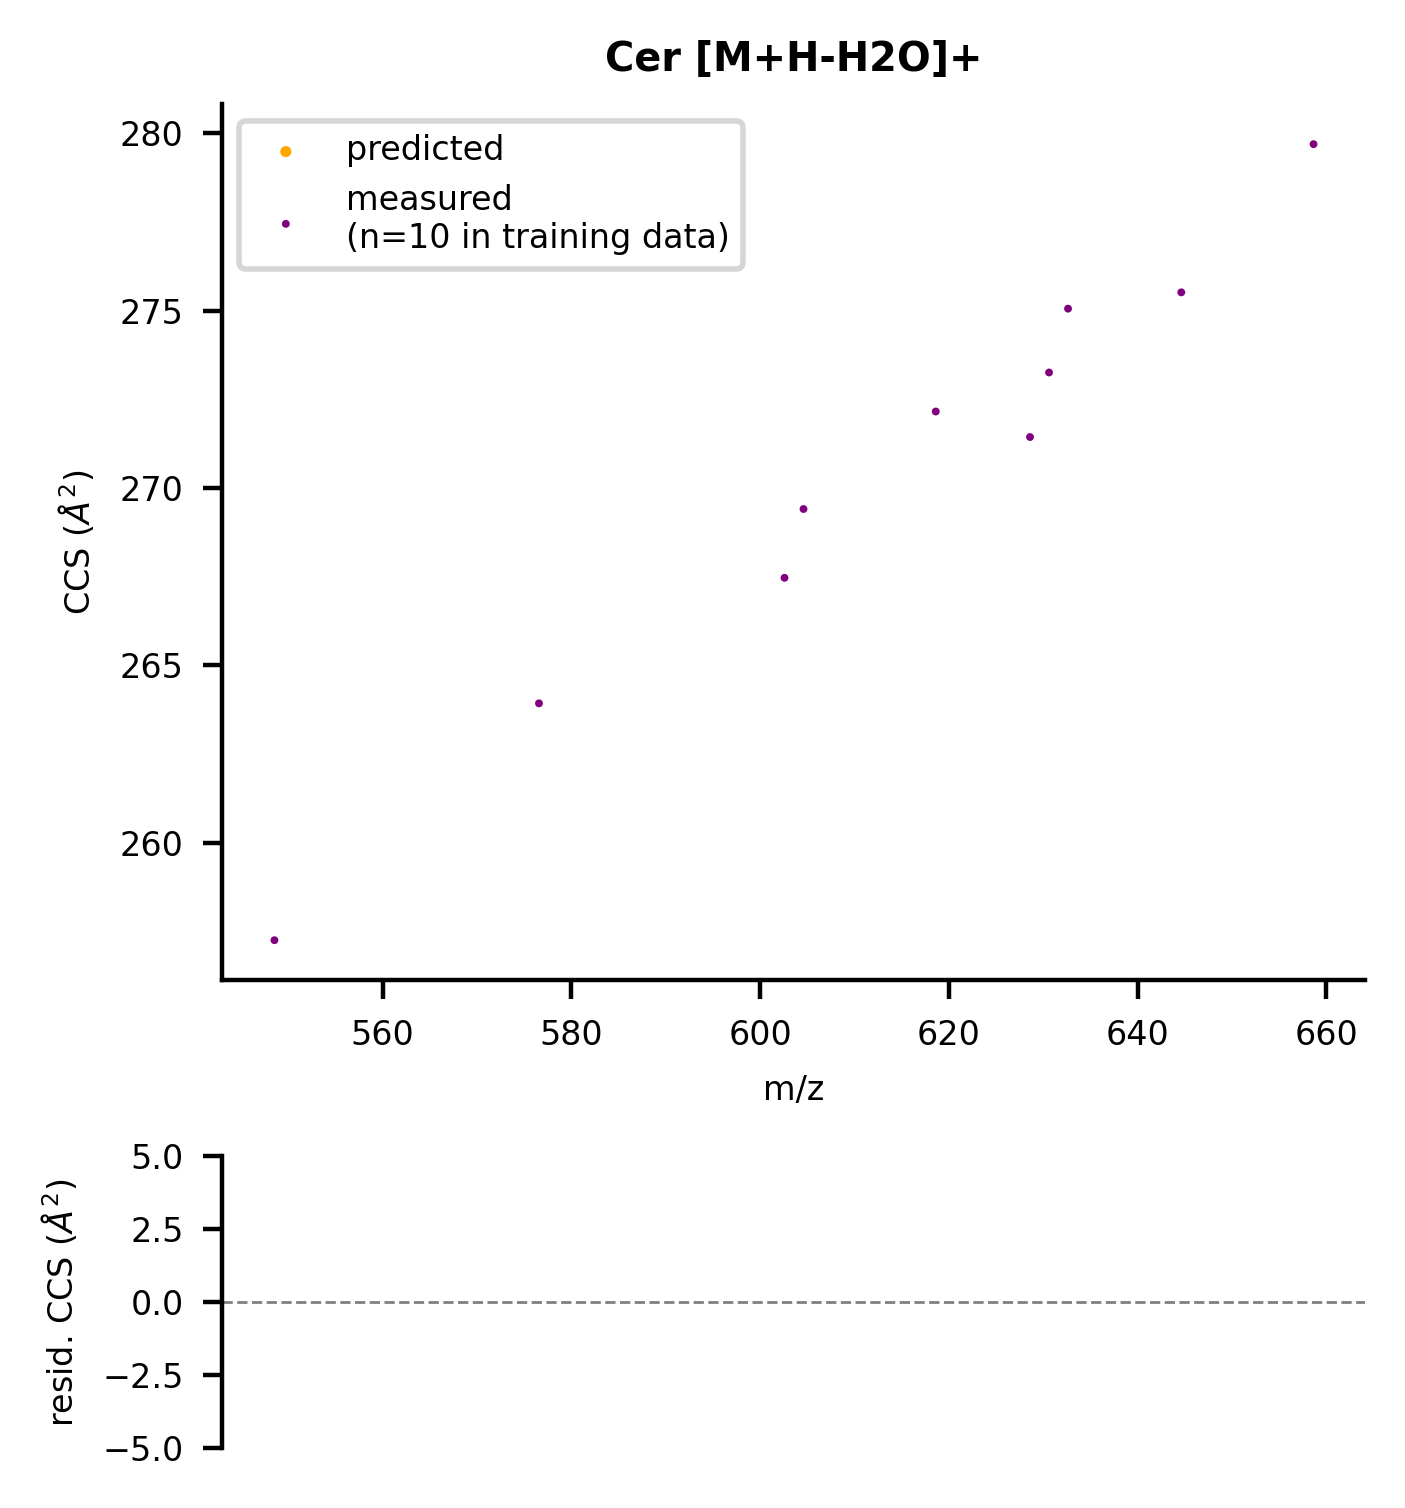 Cer [M+H-H2O]+
predicted
measured
(n=10 in training data)
280
275
270
265
260
CCS (Å²)
560 580 600 620 640 660
m/z
5.0
2.5
0.0
−2.5
−5.0
resid. CCS (Å²)